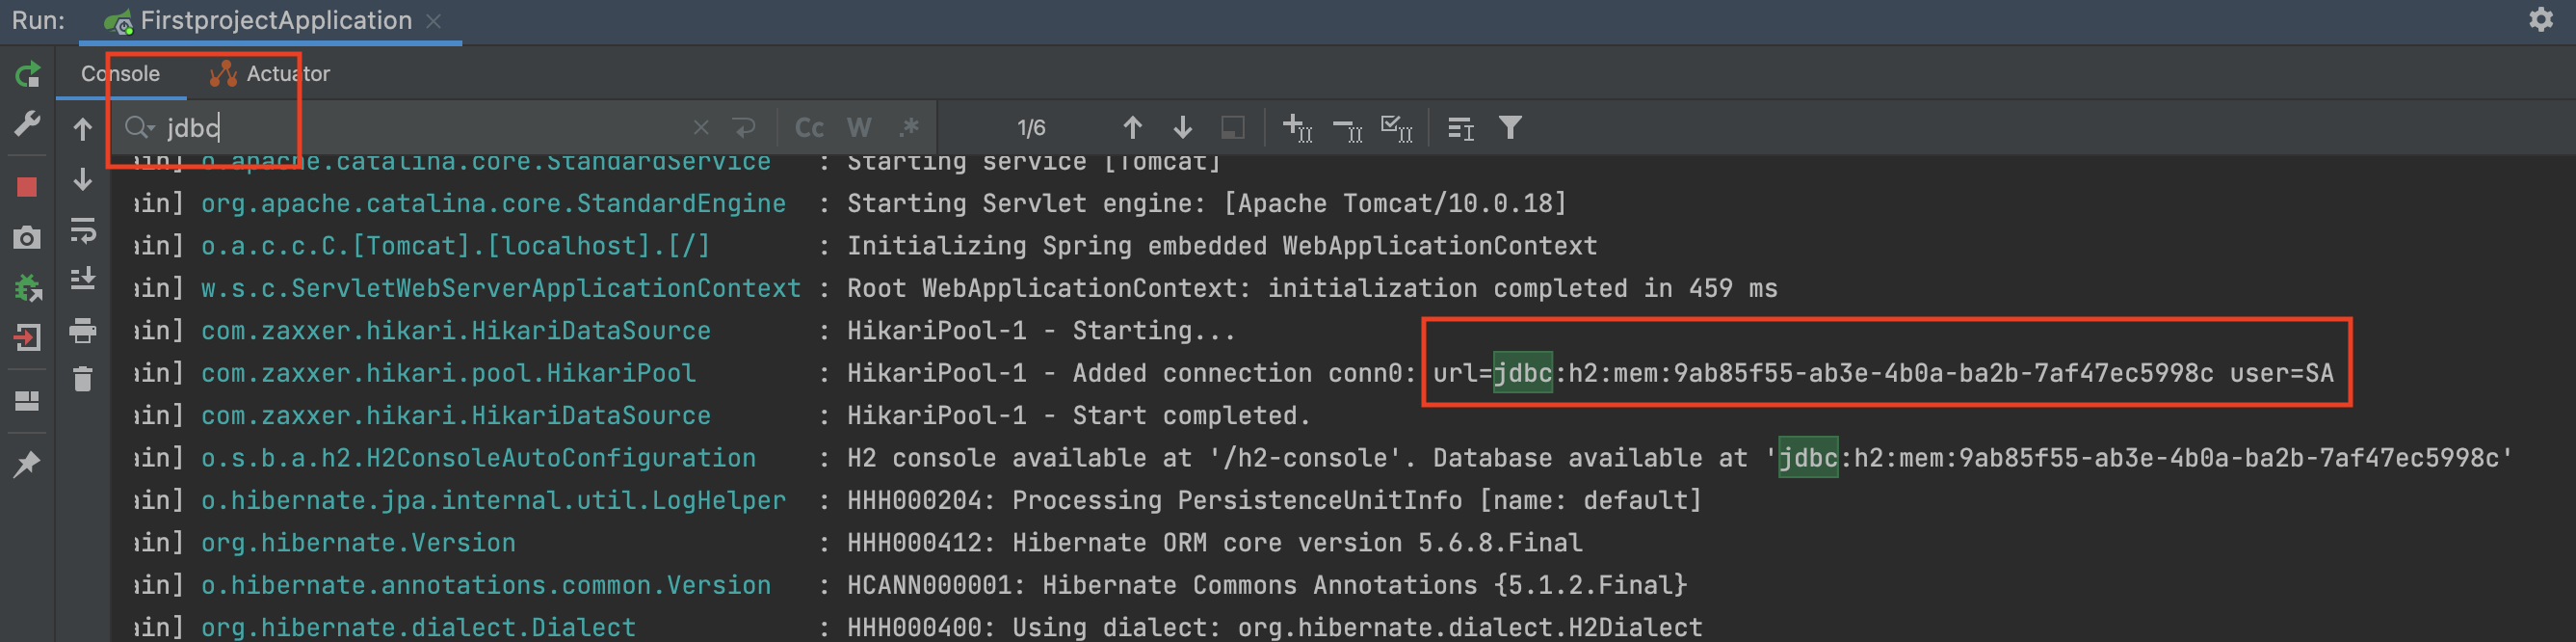 Run: FirstprojectApplication
Console Actuator
jdbc Cc W .* 1/6
ain] o.apache.catalina.core.StandardService : Starting service [Tomcat]
ain] org.apache.catalina.core.StandardEngine : Starting Servlet engine: [Apache Tomcat/10.0.18]
ain] o.a.c.c.C.[Tomcat].[localhost].[/] : Initializing Spring embedded WebApplicationContext
ain] w.s.c.ServletWebServerApplicationContext : Root WebApplicationContext: initialization completed in 459 ms
ain] com.zaxxer.hikari.HikariDataSource : HikariPool-1 - Starting...
ain] com.zaxxer.hikari.pool.HikariPool : HikariPool-1 - Added connection conn0: url=jdbc:h2:mem:9ab85f55-ab3e-4b0a-ba2b-7af47ec5998c user=SA
ain] com.zaxxer.hikari.HikariDataSource : HikariPool-1 - Start completed.
ain] o.s.b.a.h2.H2ConsoleAutoConfiguration : H2 console available at '/h2-console'. Database available at 'jdbc:h2:mem:9ab85f55-ab3e-4b0a-ba2b-7af47ec5998c'
ain] o.hibernate.jpa.internal.util.LogHelper : HHH000204: Processing PersistenceUnitInfo [name: default]
ain] org.hibernate.Version : HHH000412: Hibernate ORM core version 5.6.8.Final
ain] o.hibernate.annotations.common.Version : HCANN000001: Hibernate Commons Annotations {5.1.2.Final}
ain] org.hibernate.dialect.Dialect : HHH000400: Using dialect: org.hibernate.dialect.H2Dialect